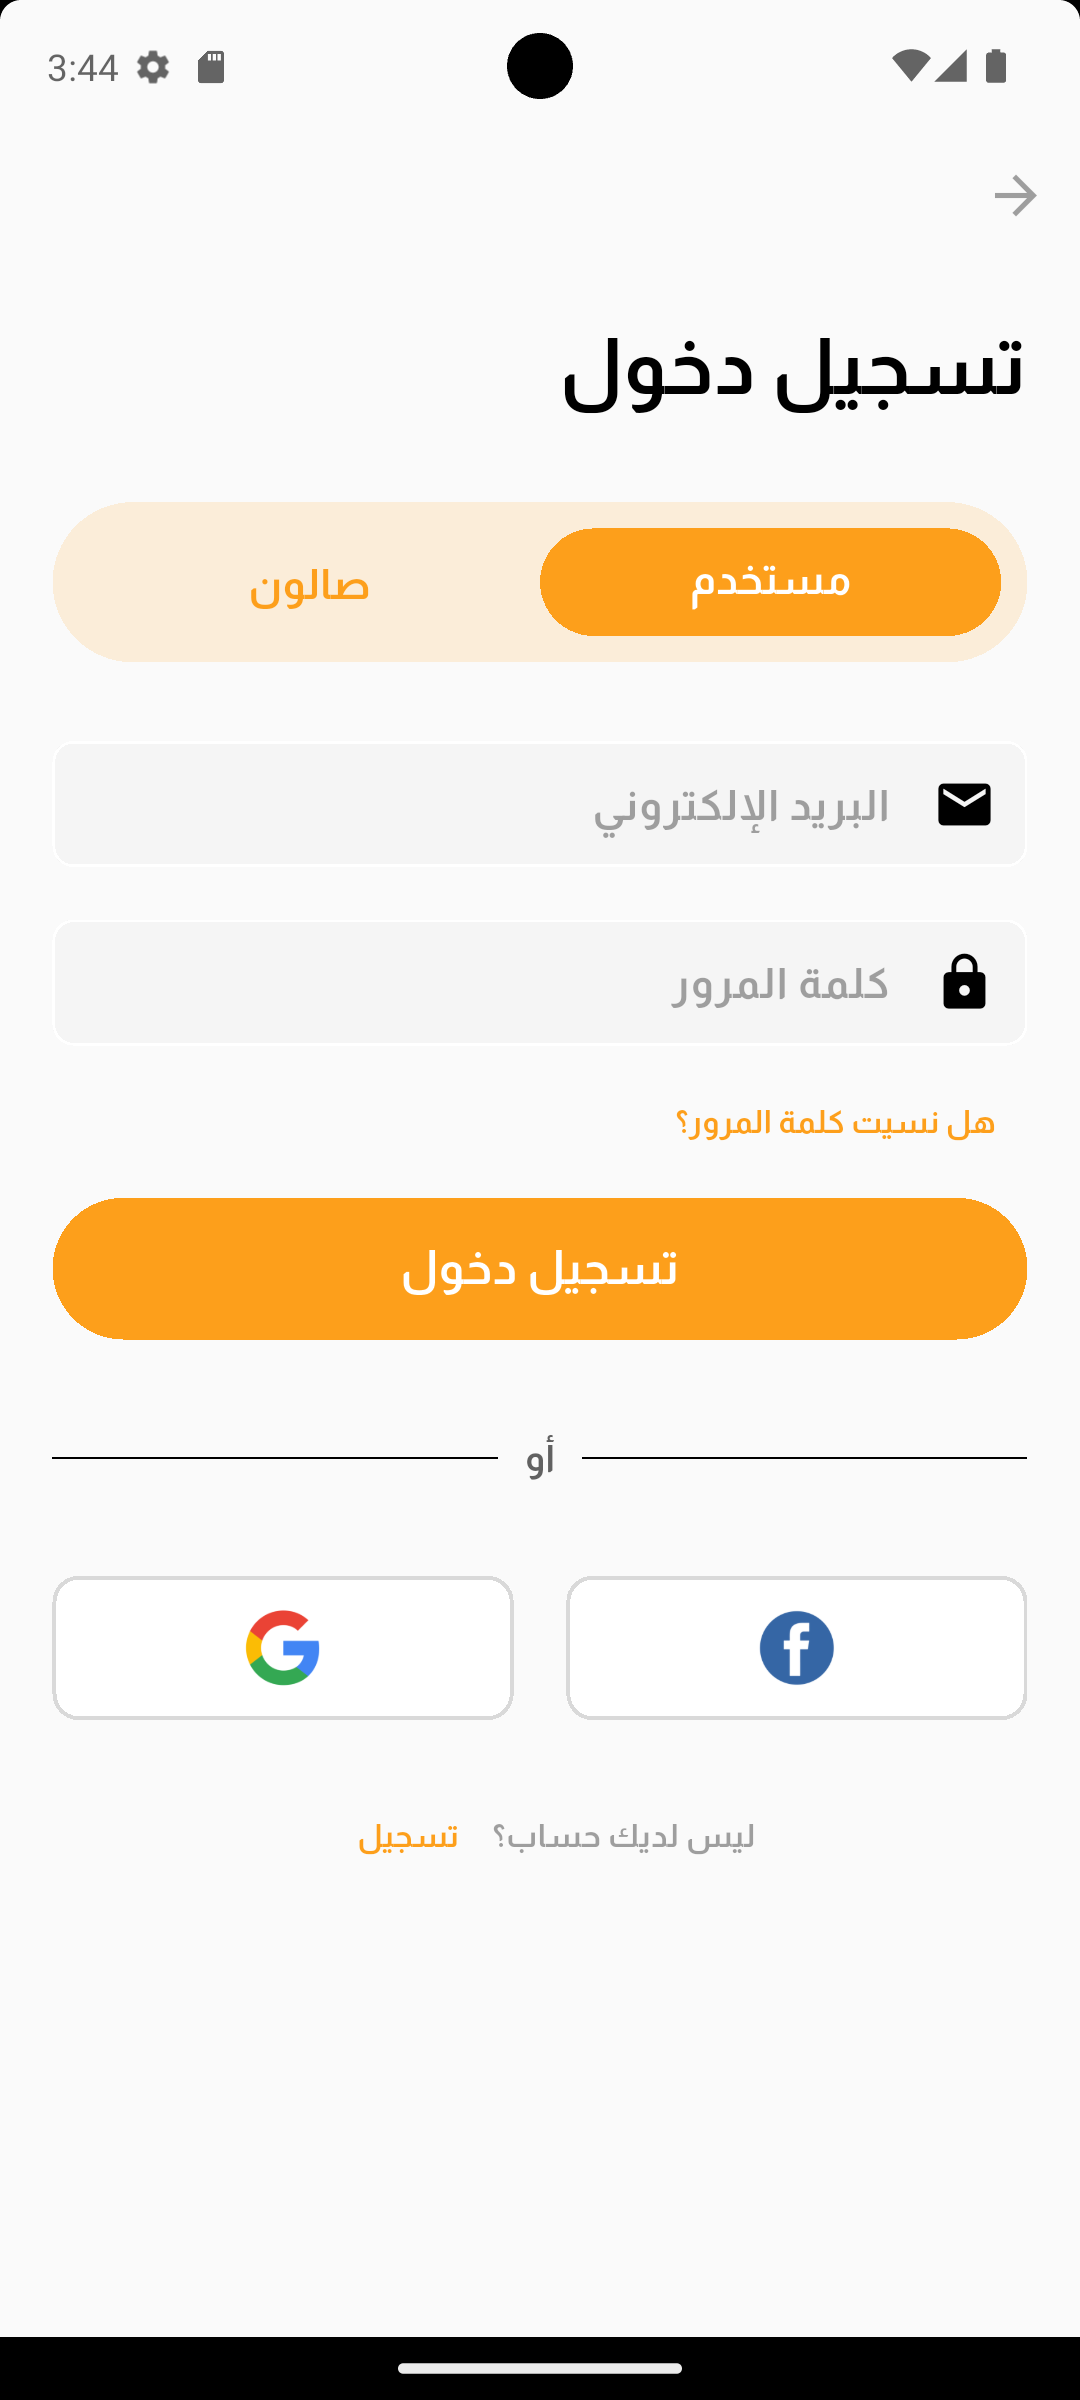 3:44
تسجيل دخول
مستخدم
صالون
البريد الإلكتروني
كلمة المرور
هل نسيت كلمة المرور؟
تسجيل دخول
أو
ليس لديك حساب؟ تسجيل